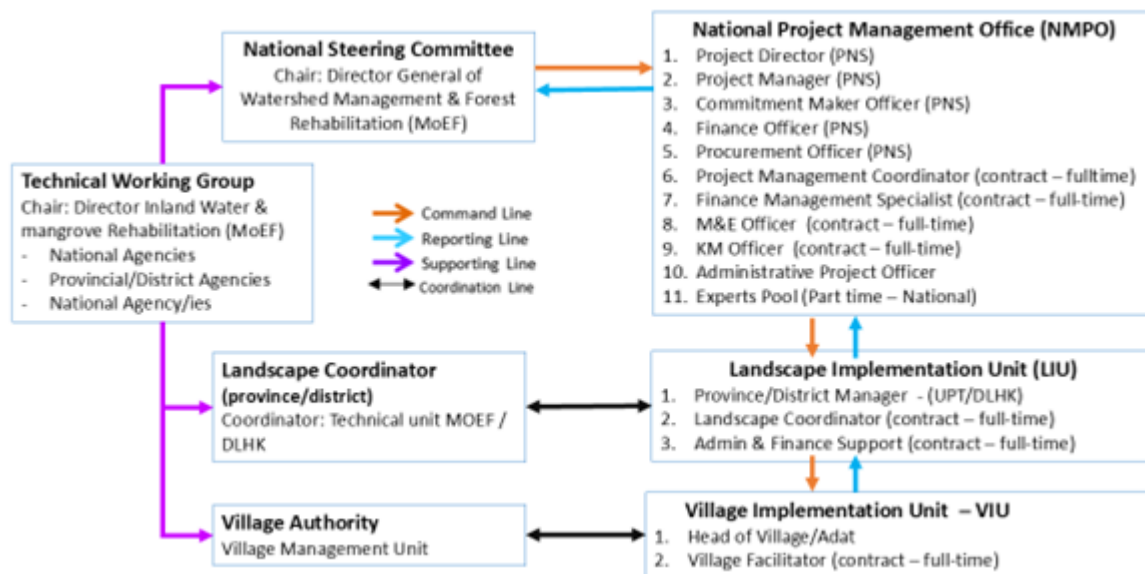 National Steering Committee
Chair: Director General of
Watershed Management & Forest
Rehabilitation (MoEF)
National Project Management Office (NMPO)
1. Project Director (PNS)
2. Project Manager (PNS)
3. Commitment Maker Officer (PNS)
4. Finance Officer (PNS)
5. Procurement Officer (PNS)
6. Project Management Coordinator (contract – fulltime)
7. Finance Management Specialist (contract – full-time)
8. M&E Officer (contract – full-time)
9. KM Officer (contract – full-time)
10. Administrative Project Officer
11. Experts Pool (Part time – National)
Technical Working Group
Chair: Director Inland Water &
mangrove Rehabilitation (MoEF)
- National Agencies
- Provincial/District Agencies
- National Agency/ies
Command Line
Reporting Line
Supporting Line
Coordination Line
Landscape Coordinator
(province/district)
Coordinator: Technical unit MOEF /
DLHK
Landscape Implementation Unit (LIU)
1. Province/District Manager - (UPT/DLHK)
2. Landscape Coordinator (contract – full-time)
3. Admin & Finance Support (contract – full-time)
Village Authority
Village Management Unit
Village Implementation Unit – VIU
1. Head of Village/Adat
2. Village Facilitator (contract – full-time)